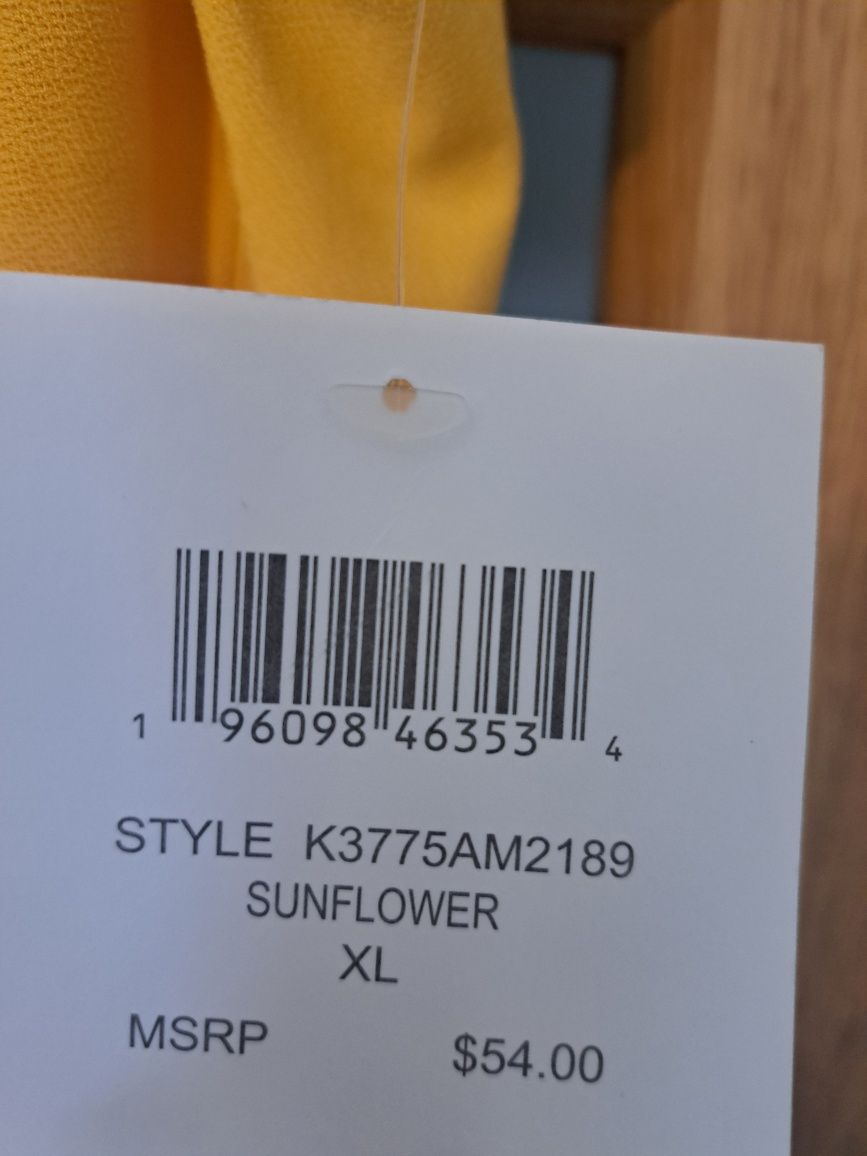 1 96098 46353 4
STYLE K3775AM2189
SUNFLOWER
XL
MSRP $54.00